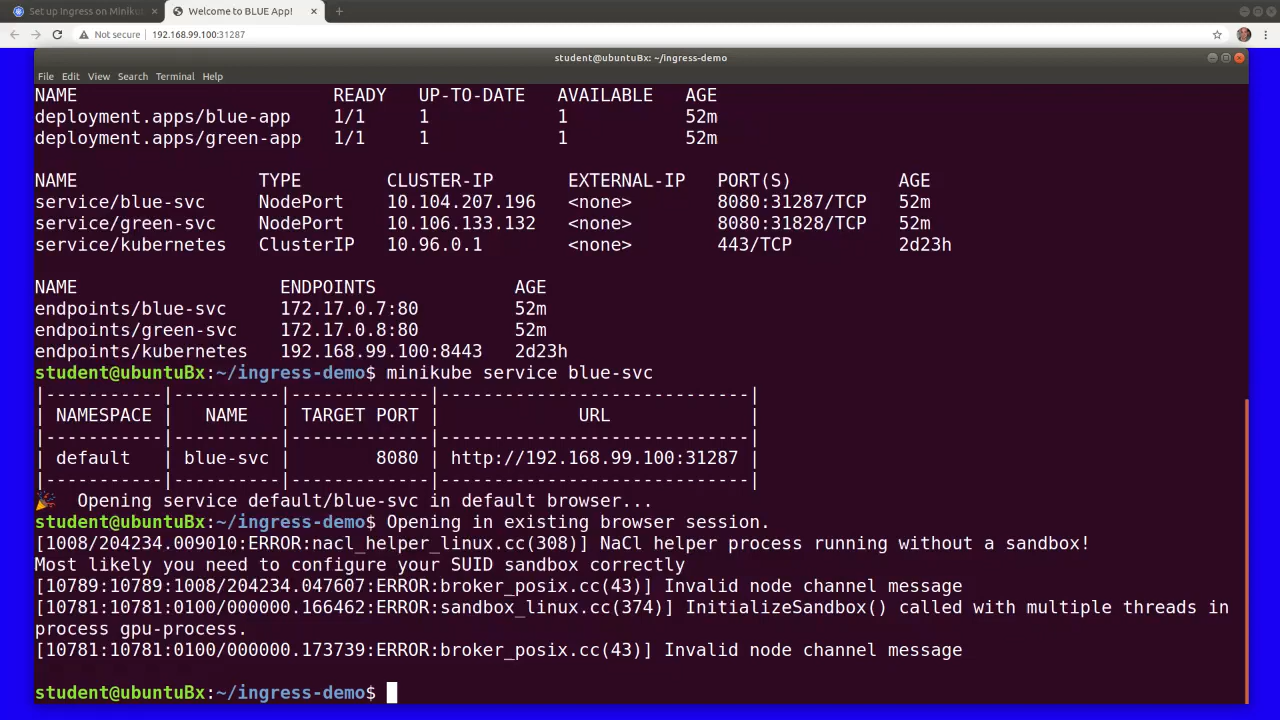 Set up Ingress on Miniku
Welcome to BLUE App!
Not secure 192.168.99.100:31287
student@ubuntuBx: ~/ingress-demo
File Edit View Search Terminal Help
NAME READY UP-TO-DATE AVAILABLE AGE
deployment.apps/blue-app 1/1 1 1 52m
deployment.apps/green-app 1/1 1 1 52m
NAME TYPE CLUSTER-IP EXTERNAL-IP PORT(S) AGE
service/blue-svc NodePort 10.104.207.196 <none> 8080:31287/TCP 52m
service/green-svc NodePort 10.106.133.132 <none> 8080:31828/TCP 52m
service/kubernetes ClusterIP 10.96.0.1 <none> 443/TCP 2d23h
NAME ENDPOINTS AGE
endpoints/blue-svc 172.17.0.7:80 52m
endpoints/green-svc 172.17.0.8:80 52m
endpoints/kubernetes 192.168.99.100:8443 2d23h
student@ubuntuBx:~/ingress-demo$ minikube service blue-svc
|-----------|----------|-------------|-----------------------------|
| NAMESPACE | NAME | TARGET PORT | URL |
|-----------|----------|-------------|-----------------------------|
| default | blue-svc | 8080 | http://192.168.99.100:31287 |
|-----------|----------|-------------|-----------------------------|
🎉 Opening service default/blue-svc in default browser...
student@ubuntuBx:~/ingress-demo$ Opening in existing browser session.
[1008/204234.009010:ERROR:nacl_helper_linux.cc(308)] NaCl helper process running without a sandbox!
Most likely you need to configure your SUID sandbox correctly
[10789:10789:1008/204234.047607:ERROR:broker_posix.cc(43)] Invalid node channel message
[10781:10781:0100/000000.166462:ERROR:sandbox_linux.cc(374)] InitializeSandbox() called with multiple threads in
process gpu-process.
[10781:10781:0100/000000.173739:ERROR:broker_posix.cc(43)] Invalid node channel message
student@ubuntuBx:~/ingress-demo$